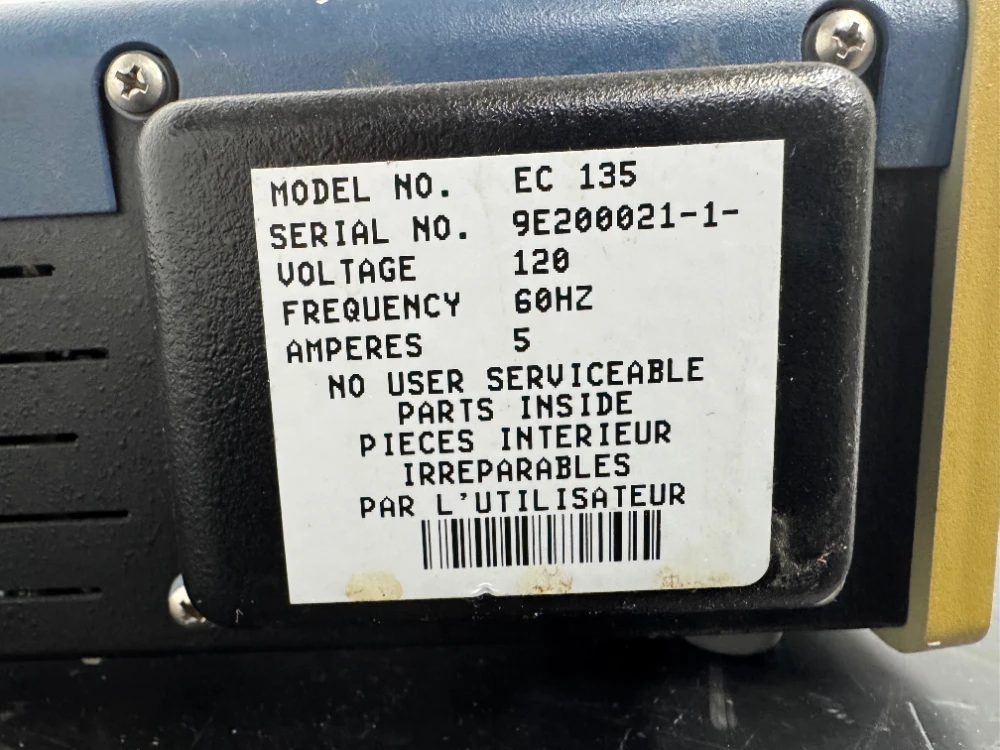 MODEL NO. EC 135
SERIAL NO. 9E200021-1-
VOLTAGE 120
FREQUENCY 60HZ
AMPERES 5
NO USER SERVICEABLE
PARTS INSIDE
PIECES INTERIEUR
IRREPARABLES
PAR L'UTILISATEUR